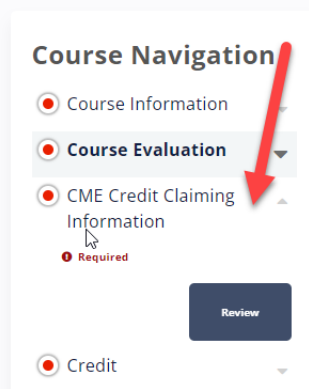 Course Navigation
Course Information
Course Evaluation
CME Credit Claiming
Information
Required
Review
Credit